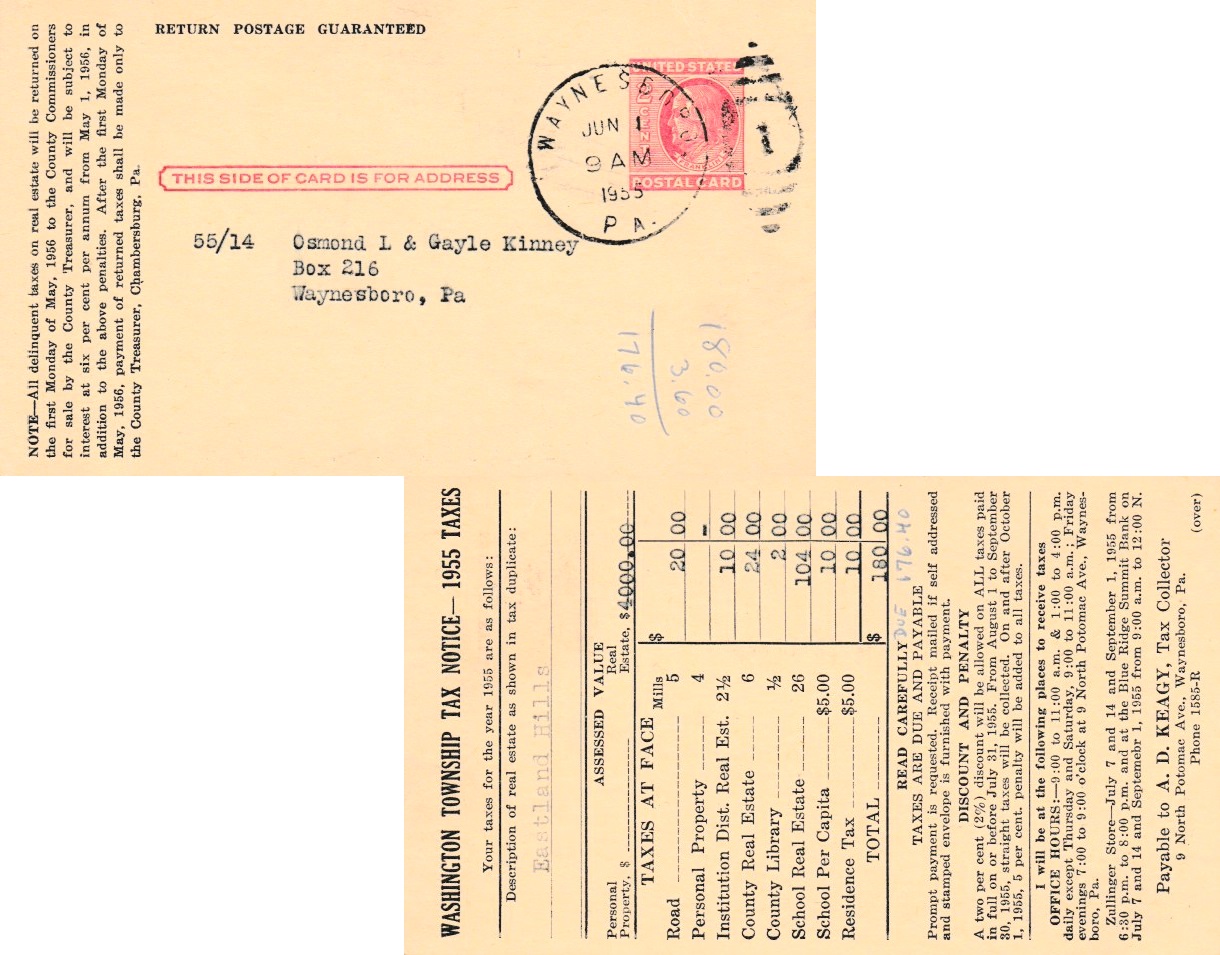 RETURN POSTAGE GUARANTEED
NOTE—All delinquent taxes on real estate will be returned on
the first Monday of May, 1956 to the County Commissioners
for sale by the County Treasurer, and will be subject to
interest at six per cent per annum from May 1, 1956, in
addition to the above penalties. After the first Monday of
May, 1956, payment of returned taxes shall be made only to
the County Treasurer, Chambersburg, Pa.
WAYNESBORO
JUN 1
9 AM
1955
PA.
1
UNITED STATES
POSTAL CARD
THIS SIDE OF CARD IS FOR ADDRESS
55/14 Osmond L & Gayle Kinney
Box 216
Waynesboro, Pa
180.00
3.60
176.40
WASHINGTON TOWNSHIP TAX NOTICE— 1955 TAXES
Your taxes for the year 1955 are as follows:
Description of real estate as shown in tax duplicate:
Eastland Hills
ASSESSED VALUE
Personal Real
Property, $ Estate, $4000.00
TAXES AT FACE Mills $
Road 5 20 00
Personal Property 4 –
Institution Dist. Real Est. 2½ 10 00
County Real Estate 6 24 00
County Library ½ 2 00
School Real Estate 26 104 00
School Per Capita $5.00 10 00
Residence Tax $5.00 10 00
TOTAL $ 180 00
READ CAREFULLY DUE 176.40
TAXES ARE DUE AND PAYABLE
Prompt payment is requested. Receipt mailed if self addressed
and stamped envelope is furnished with payment.
DISCOUNT AND PENALTY
A two per cent (2%) discount will be allowed on ALL taxes paid
in full on or before July 31, 1955. From August 1 to September
30, 1955, straight taxes will be collected. On and after October
1, 1955, 5 per cent. penalty will be added to all taxes.
I will be at the following places to receive taxes
OFFICE HOURS:—9:00 to 11:00 a.m. & 1:00 to 4:00 p.m.
daily except Thursday and Saturday, 9:00 to 11:00 a.m.; Friday
evenings 7:00 to 9:00 o'clock at 9 North Potomac Ave., Waynes-
boro, Pa.
Zullinger Store—July 7 and 14 and September 1, 1955 from
6:30 p.m. to 8:00 p.m. and at the Blue Ridge Summit Bank on
July 7 and 14 and Septemebr 1, 1955 from 9:00 a.m. to 12:00 N.
Payable to A. D. KEAGY, Tax Collector
9 North Potomac Ave., Waynesboro, Pa.
Phone 1585-R
(over)